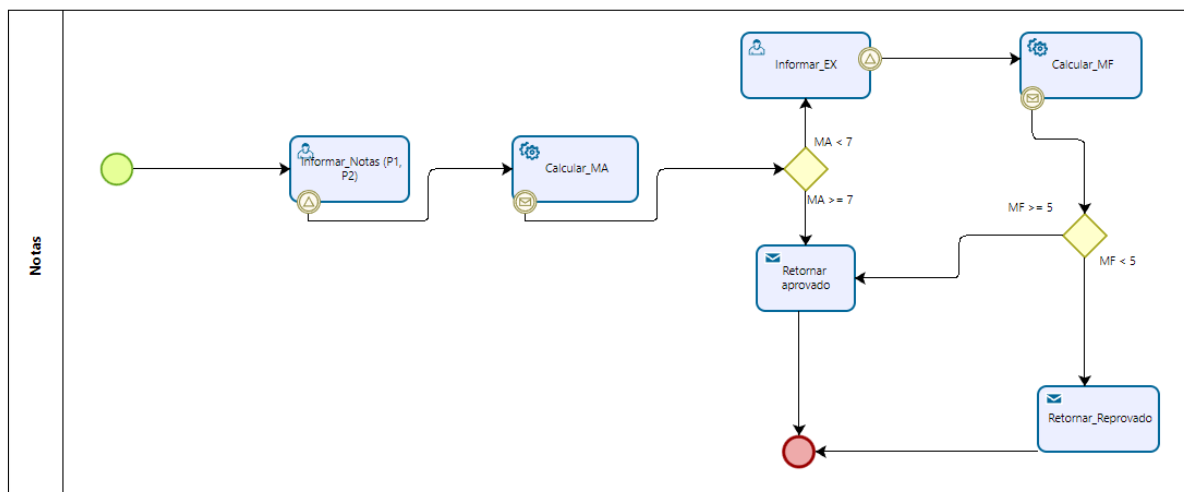 Notas
Informar_Notas (P1,
P2)
Calcular_MA
MA < 7
MA >= 7
Informar_EX
Calcular_MF
MF >= 5
MF < 5
Retornar
aprovado
Retornar_Reprovado